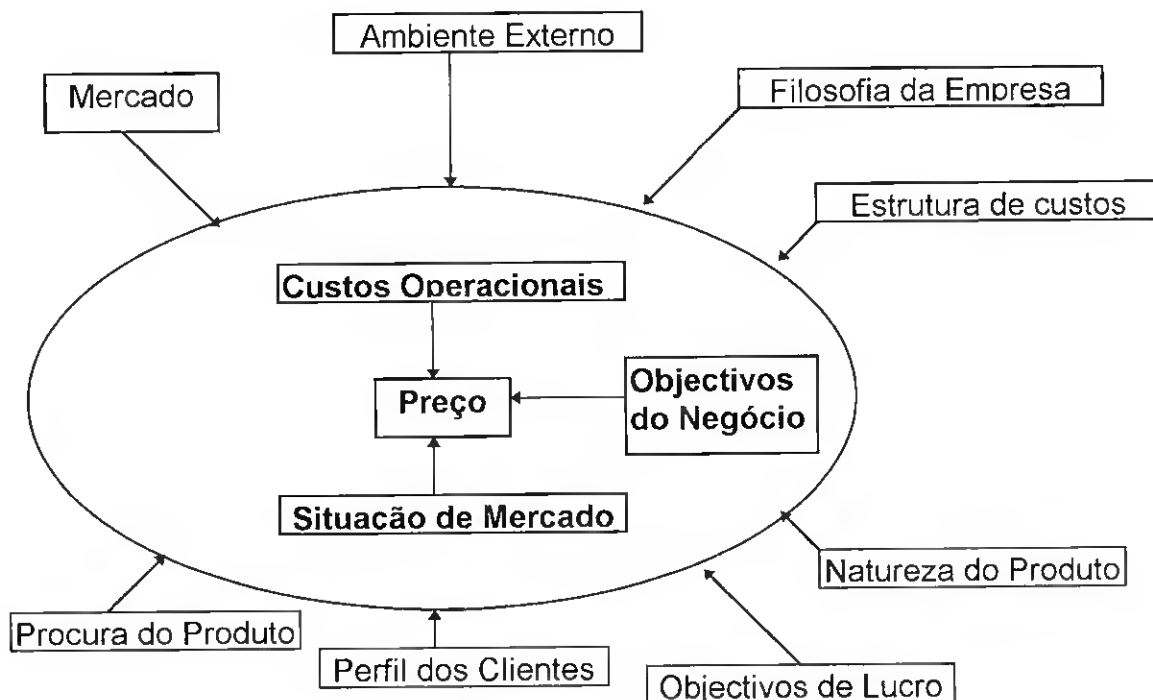 Ambiente Externo
Mercado
Filosofia da Empresa
Estrutura de custos
Custos Operacionais
Preço
Objectivos
do Negócio
Situacão de Mercado
Natureza do Produto
Procura do Produto
Perfil dos Clientes
Objectivos de Lucro